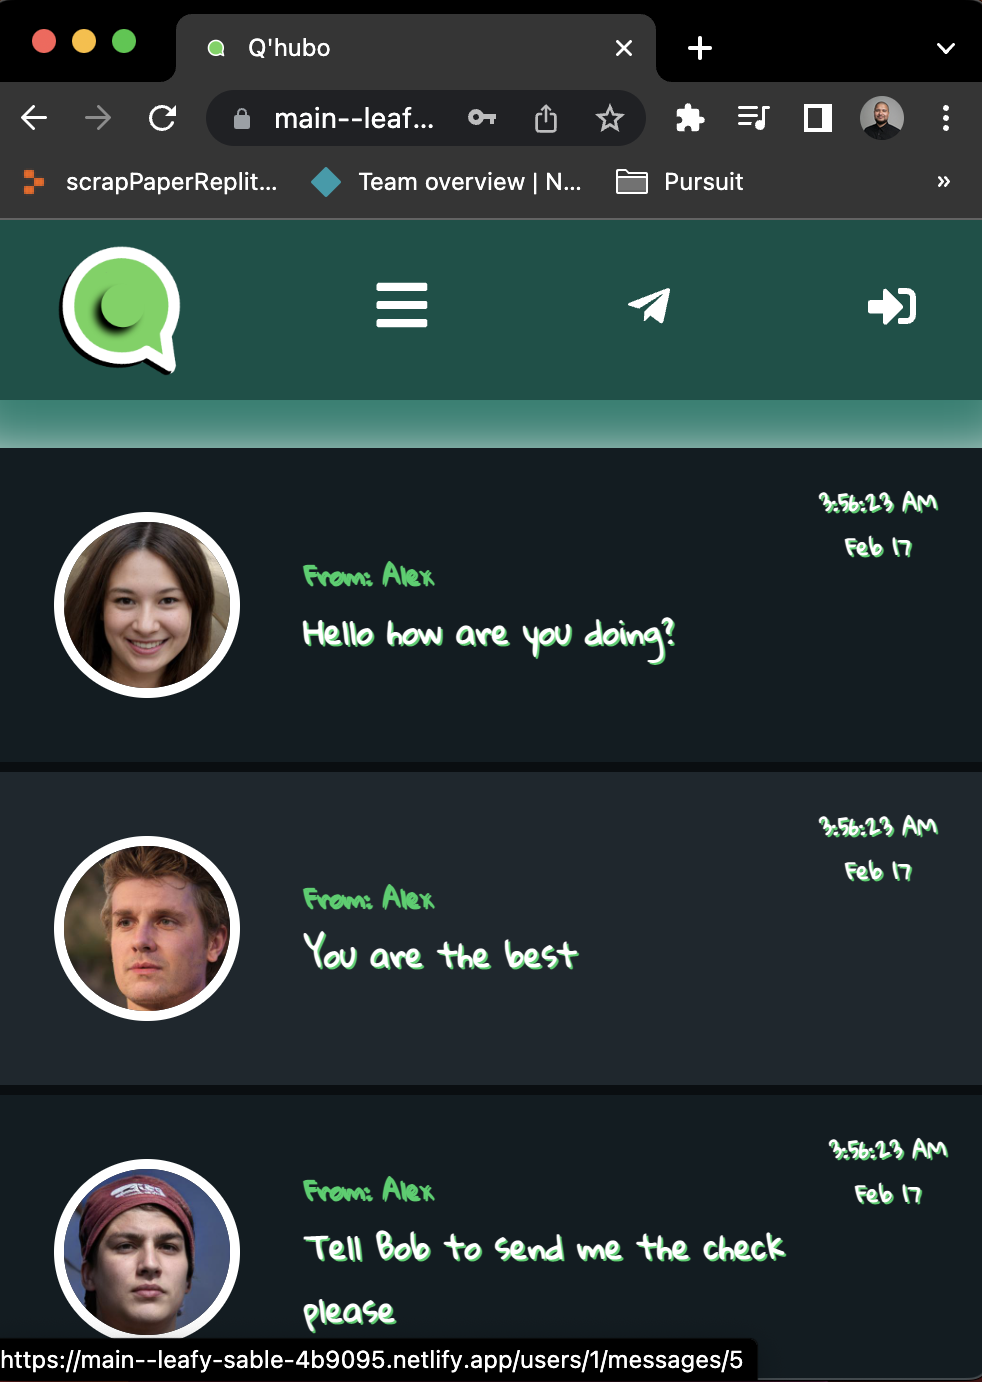 Q'hubo
main--leaf...
scrapPaperReplit...
Team overview | N...
Pursuit
»
3:56:23 AM
Feb 17
From: Alex
Hello how are you doing?
3:56:23 AM
Feb 17
From: Alex
You are the best
3:56:23 AM
Feb 17
From: Alex
Tell Bob to send me the check
please
https://main--leafy-sable-4b9095.netlify.app/users/1/messages/5